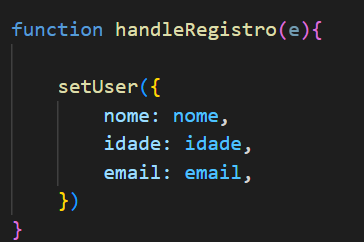 function handleRegistro(e){
setUser({
nome: nome,
idade: idade,
email: email,
})
}